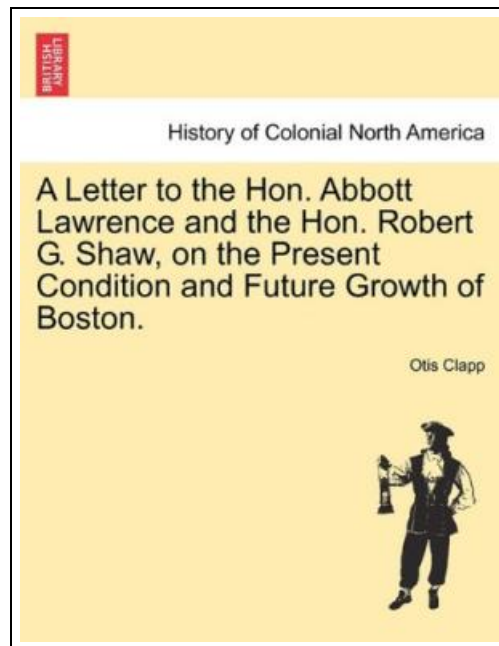 BRITISH
LIBRARY
History of Colonial North America
A Letter to the Hon. Abbott
Lawrence and the Hon. Robert
G. Shaw, on the Present
Condition and Future Growth of
Boston.
Otis Clapp